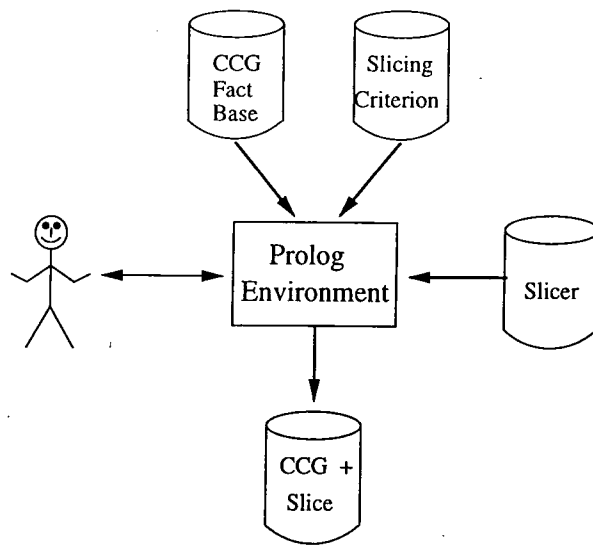 CCG
Fact
Base
Slicing
Criterion
Prolog
Environment
Slicer
CCG +
Slice